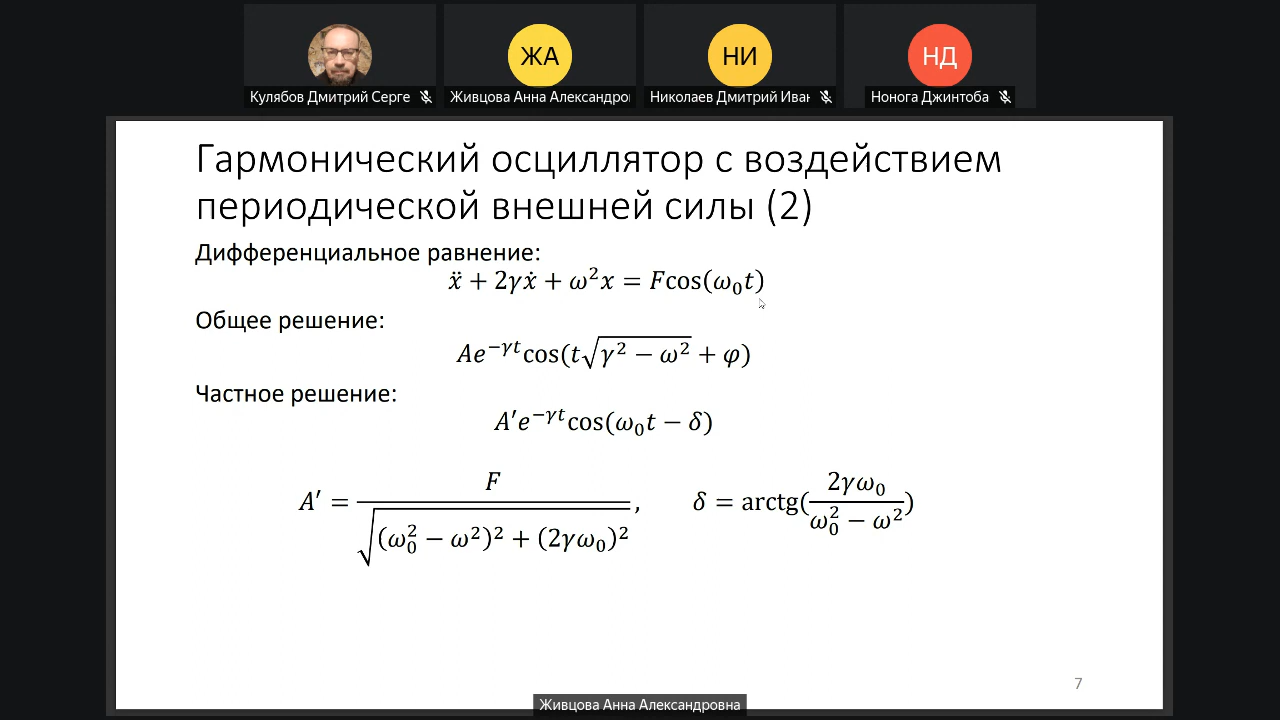 ЖА
НИ
НД
Кулябов Дмитрий Серге
Живцова Анна Александро
Николаев Дмитрий Иван
Нонога Джинтоба
Гармонический осциллятор с воздействием
периодической внешней силы (2)
Дифференциальное равнение:
ẍ + 2γẋ + ω²x = Fcos(ω₀t)
Общее решение:
Ae^{−γt}cos(t√(γ² − ω²) + φ)
Частное решение:
A′e^{−γt}cos(ω₀t − δ)
A′ = F / √((ω₀² − ω²)² + (2γω₀)²), δ = arctg(2γω₀ / (ω₀² − ω²))
7
Живцова Анна Александровна